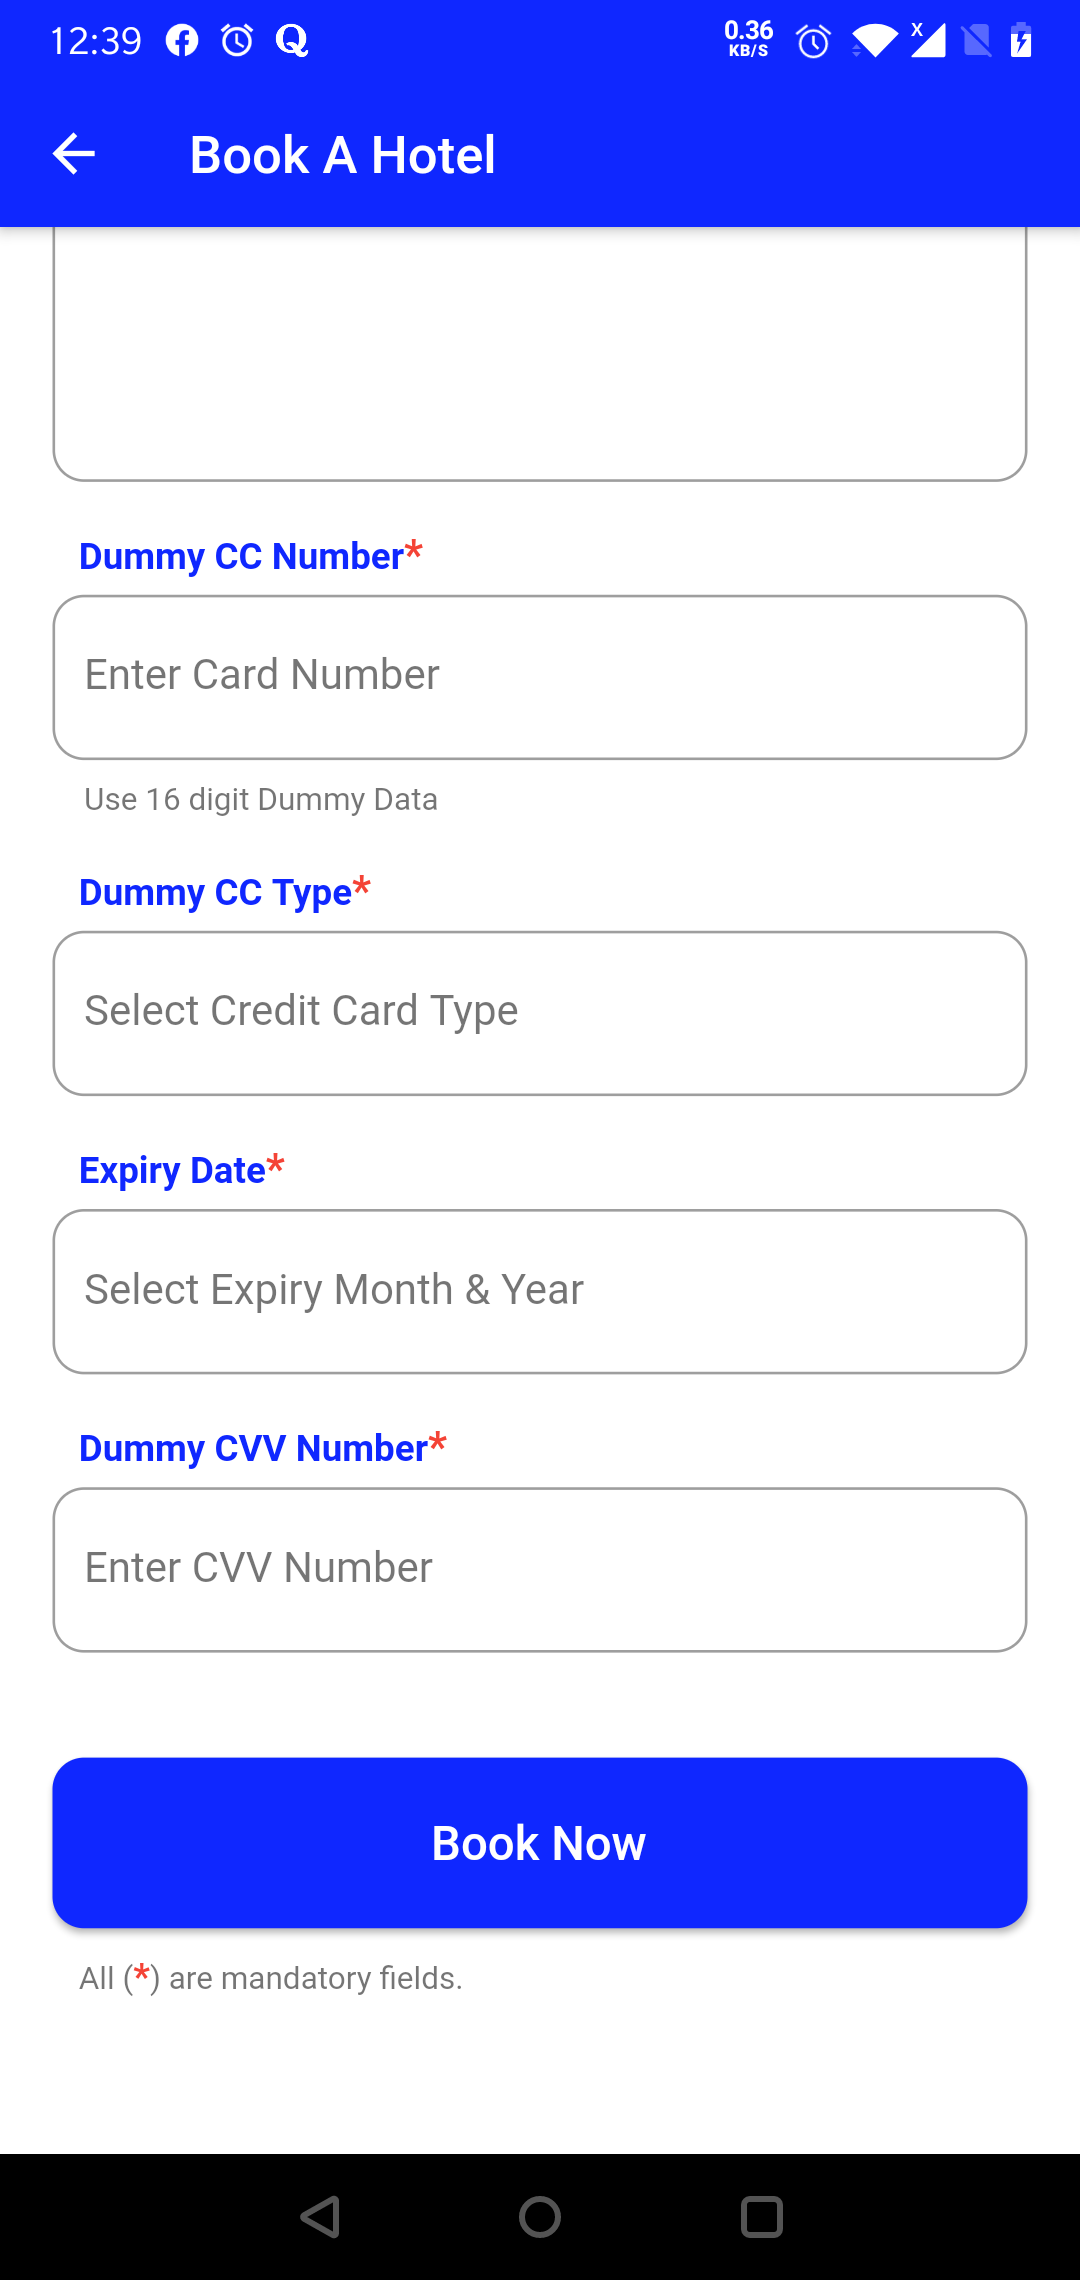 12:39
0.36
KB/S
Book A Hotel
Dummy CC Number*
Enter Card Number
Use 16 digit Dummy Data
Dummy CC Type*
Select Credit Card Type
Expiry Date*
Select Expiry Month & Year
Dummy CVV Number*
Enter CVV Number
Book Now
All (*) are mandatory fields.